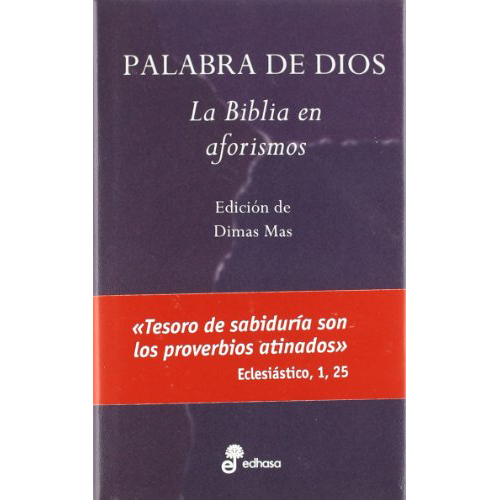 PALABRA DE DIOS
La Biblia en
aforismos
Edición de
Dimas Mas
«Tesoro de sabiduría son
los proverbios atinados»
Eclesiástico, 1, 25
edhasa